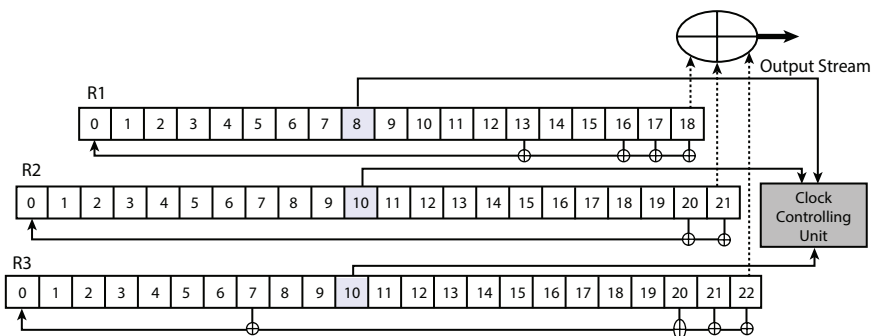 Output Stream
R1
0 1 2 3 4 5 6 7 8 9 10 11 12 13 14 15 16 17 18
R2
0 1 2 3 4 5 6 7 8 9 10 11 12 13 14 15 16 17 18 19 20 21
Clock
Controlling
Unit
R3
0 1 2 3 4 5 6 7 8 9 10 11 12 13 14 15 16 17 18 19 20 21 22